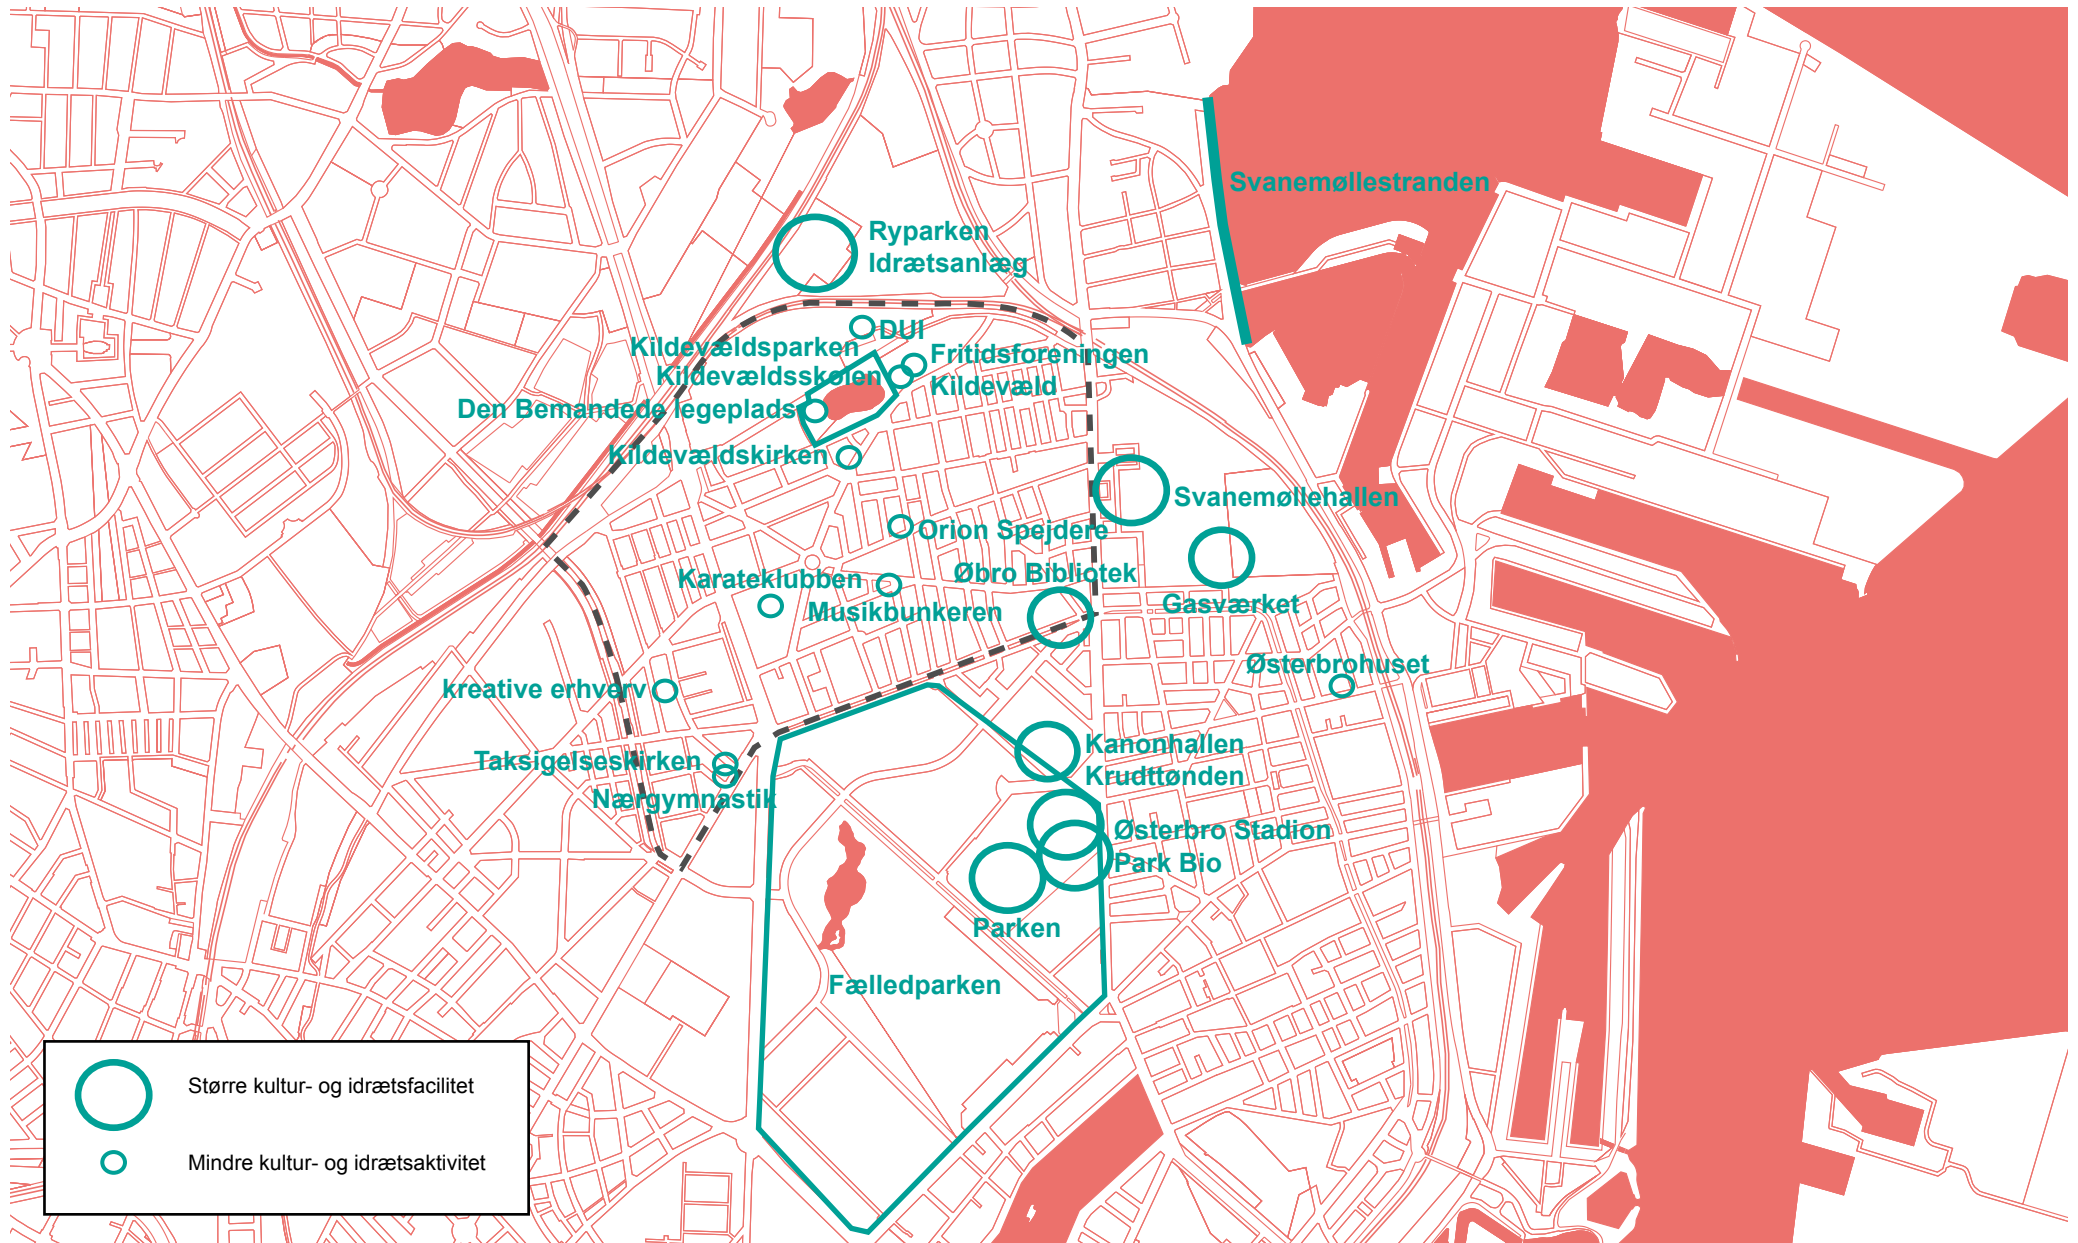 Svanemøllestranden
Ryparken
Idrætsanlæg
DUI
Kildevældsparken
Fritidsforeningen
Kildevæld
Kildevældsskolen
Den Bemandede legeplads
Kildevældskirken
Svanemøllehallen
Orion Spejdere
Øbro Bibliotek
Karateklubben
Musikbunkeren
Gasværket
Østerbrohuset
kreative erhverv
Kanonhallen
Krudttønden
Taksigelseskirken
Nærgymnastik
Østerbro Stadion
Park Bio
Parken
Fælledparken
Større kultur- og idrætsfacilitet
Mindre kultur- og idrætsaktivitet